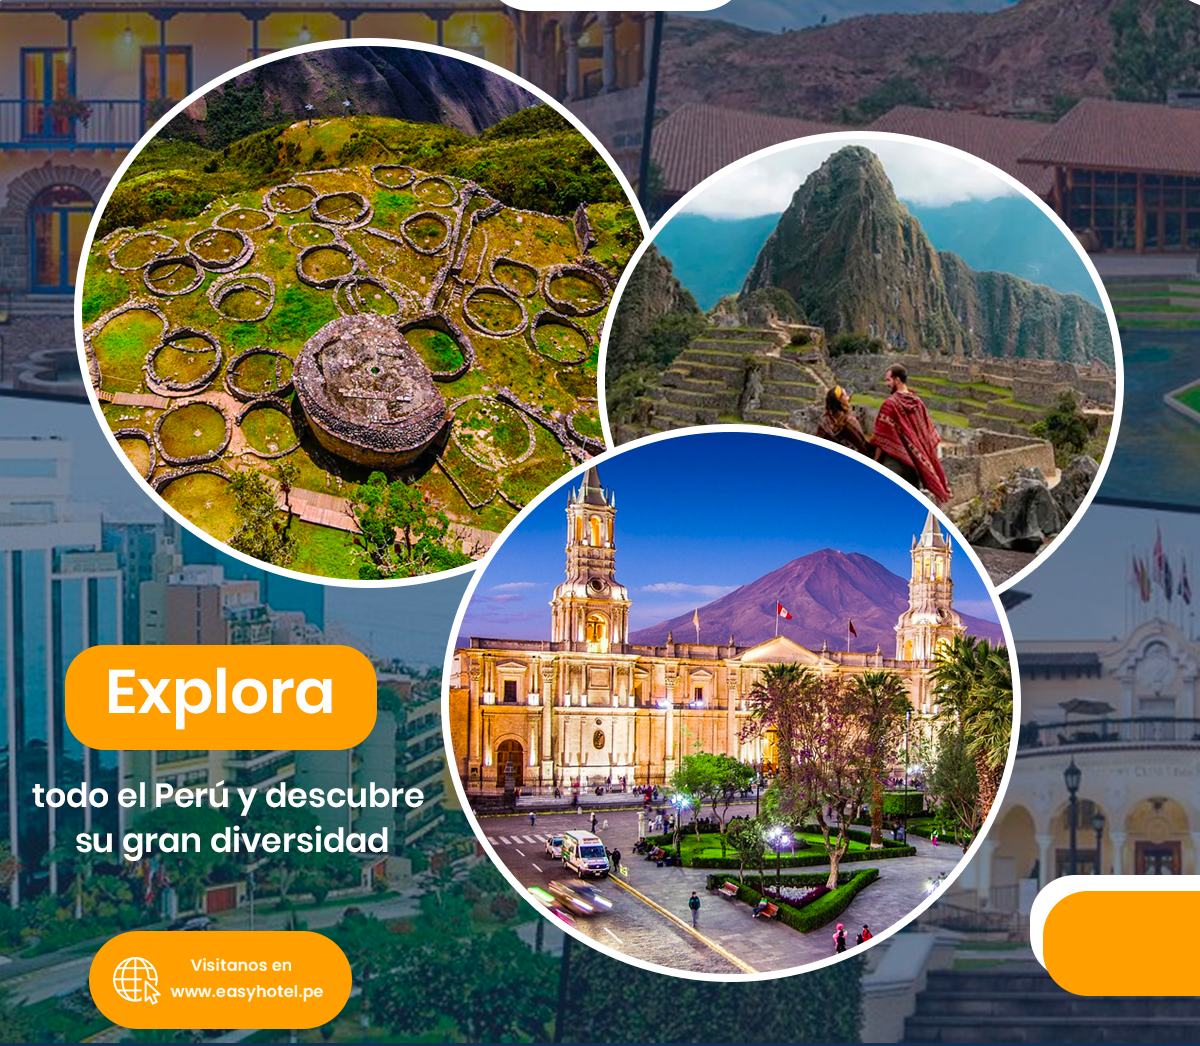 Explora
todo el Perú y descubre
su gran diversidad
Visitanos en
www.easyhotel.pe